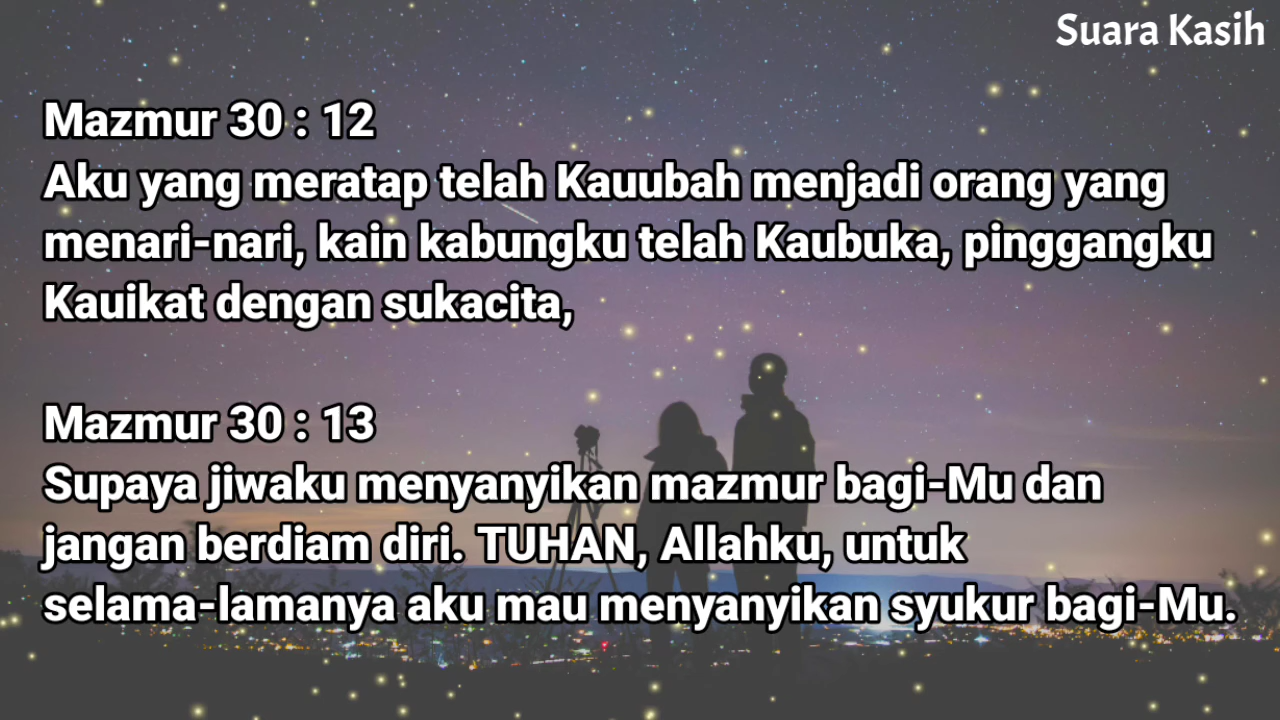 Suara Kasih
Mazmur 30 : 12
Aku yang meratap telah Kauubah menjadi orang yang
menari-nari, kain kabungku telah Kaubuka, pinggangku
Kauikat dengan sukacita,
Mazmur 30 : 13
Supaya jiwaku menyanyikan mazmur bagi-Mu dan
jangan berdiam diri. TUHAN, Allahku, untuk
selama-lamanya aku mau menyanyikan syukur bagi-Mu.